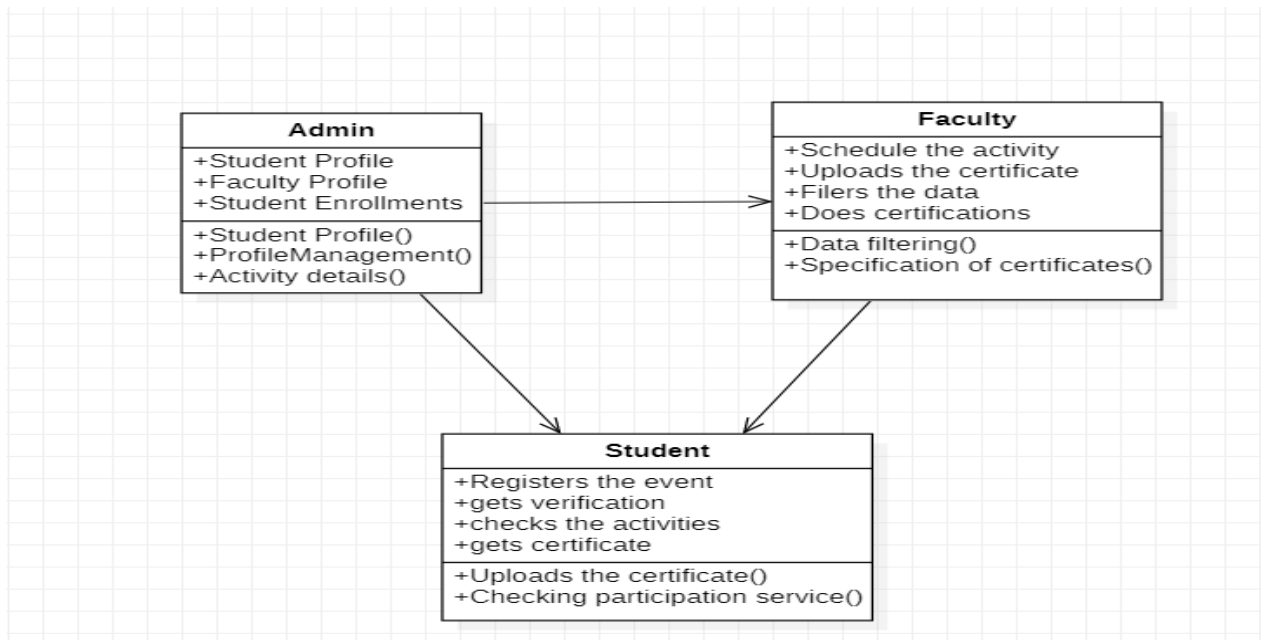 Admin
+Student Profile
+Faculty Profile
+Student Enrollments
+Student Profile()
+ProfileManagement()
+Activity details()
Faculty
+Schedule the activity
+Uploads the certificate
+Filers the data
+Does certifications
+Data filtering()
+Specification of certificates()
Student
+Registers the event
+gets verification
+checks the activities
+gets certificate
+Uploads the certificate()
+Checking participation service()